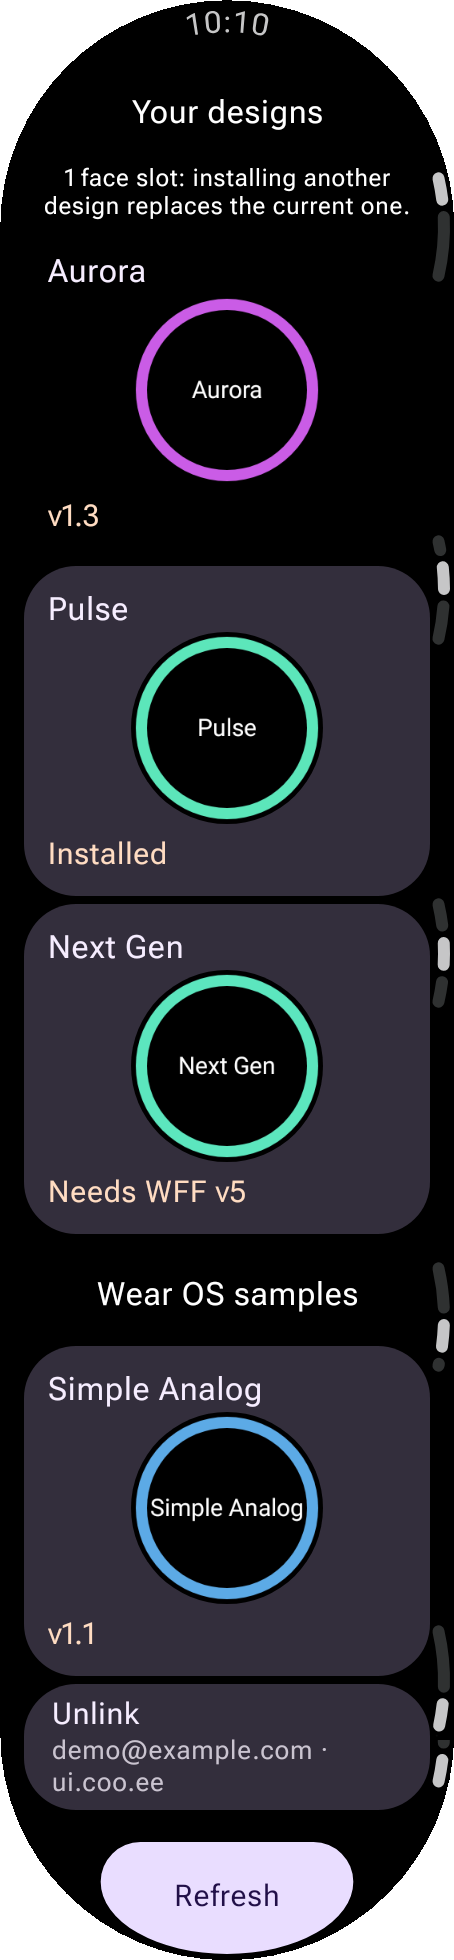 10:10
Your designs
1 face slot: installing another
design replaces the current one.
Aurora
Aurora
v1.3
Pulse
Pulse
Installed
Next Gen
Next Gen
Needs WFF v5
Wear OS samples
Simple Analog
Simple Analog
v1.1
Unlink
demo@example.com ·
ui.coo.ee
Refresh